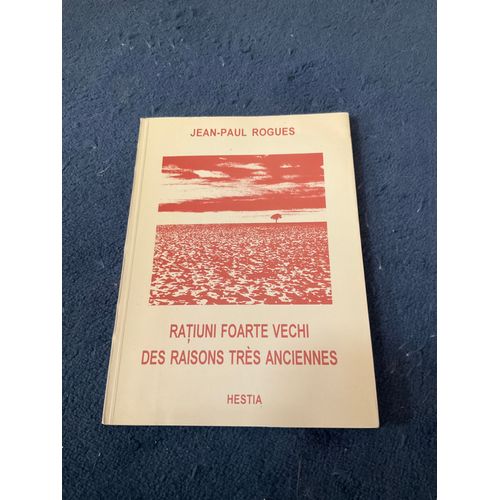 JEAN-PAUL ROGUES
RAȚIUNI FOARTE VECHI
DES RAISONS TRÈS ANCIENNES
HESTIA